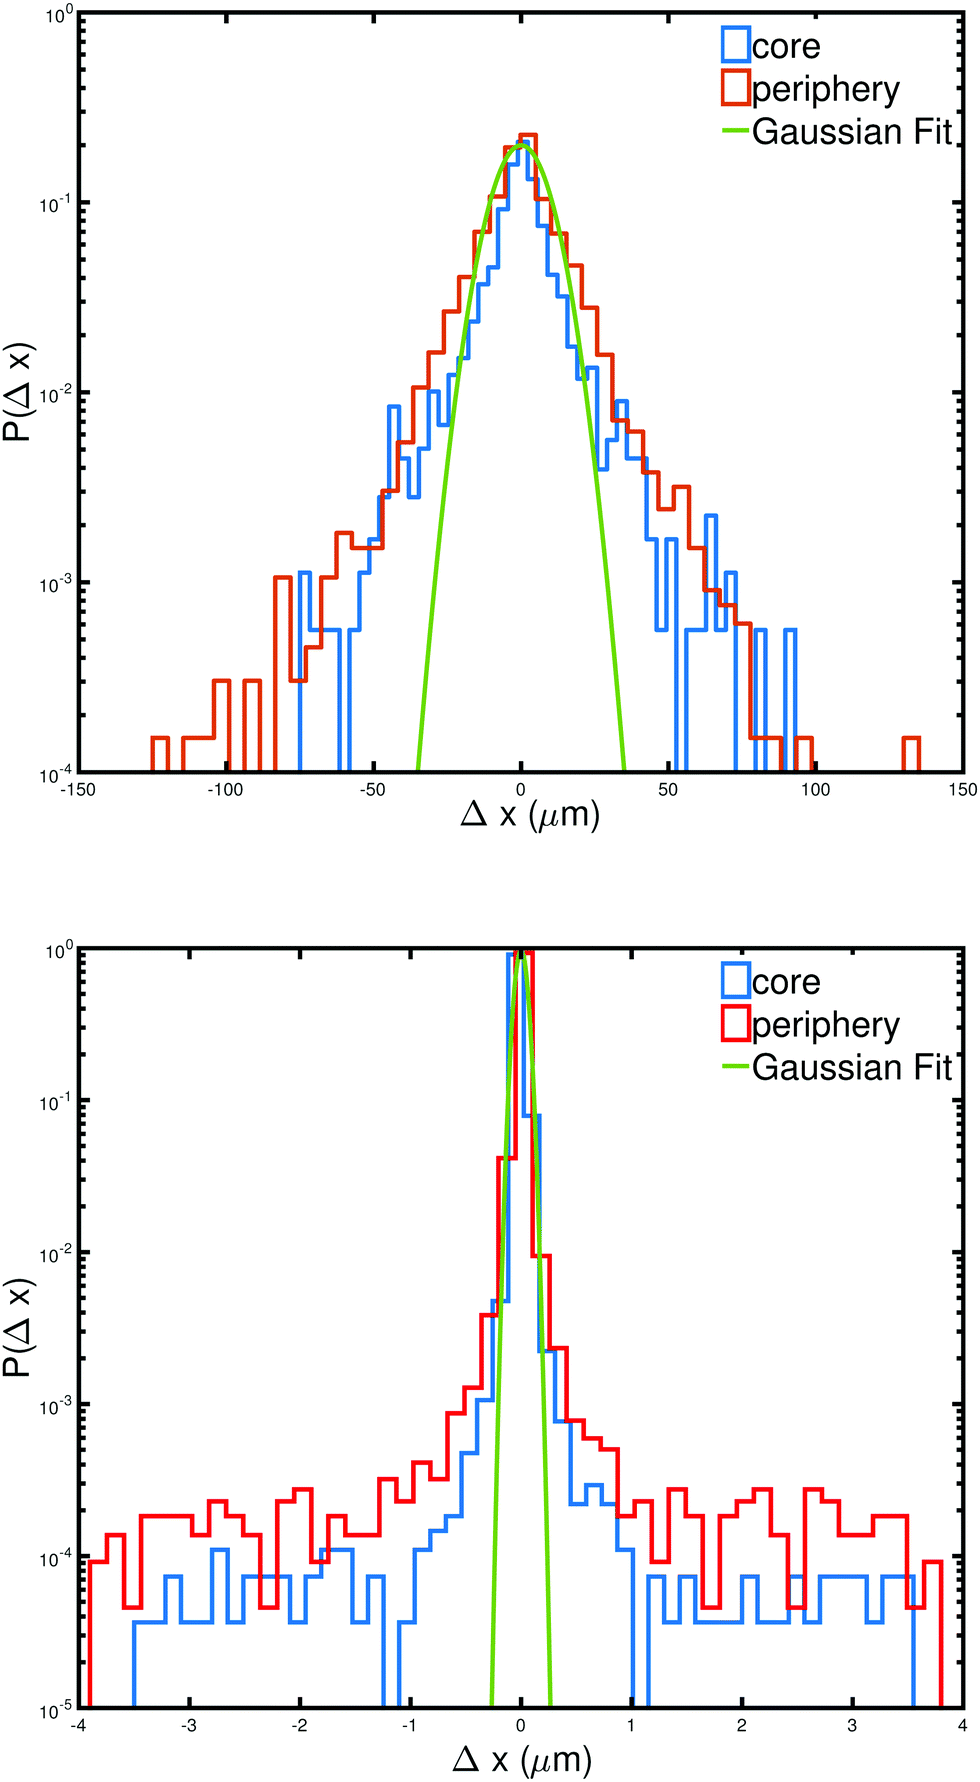 10^0
core
periphery
Gaussian Fit
10^-1
P(Δ x)
10^-2
10^-3
10^-4
-150 -100 -50 0 50 100 150
Δ x (μm)
10^0
core
periphery
Gaussian Fit
10^-1
10^-2
P(Δ x)
10^-3
10^-4
10^-5
-4 -3 -2 -1 0 1 2 3 4
Δ x (μm)